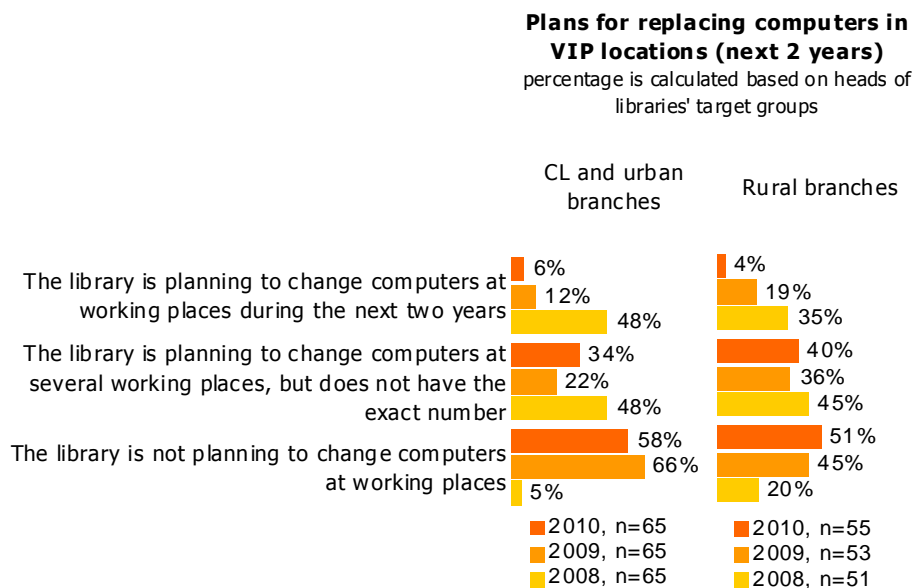 Plans for replacing computers in
VIP locations (next 2 years)
percentage is calculated based on heads of
libraries' target groups
CL and urban
branches
Rural branches
The library is planning to change computers at
working places during the next two years
6%
12%
48%
4%
19%
35%
The library is planning to change computers at
several working places, but does not have the
exact number
34%
22%
48%
40%
36%
45%
The library is not planning to change computers
at working places
58%
66%
5%
51%
45%
20%
2010, n=65
2009, n=65
2008, n=65
2010, n=55
2009, n=53
2008, n=51